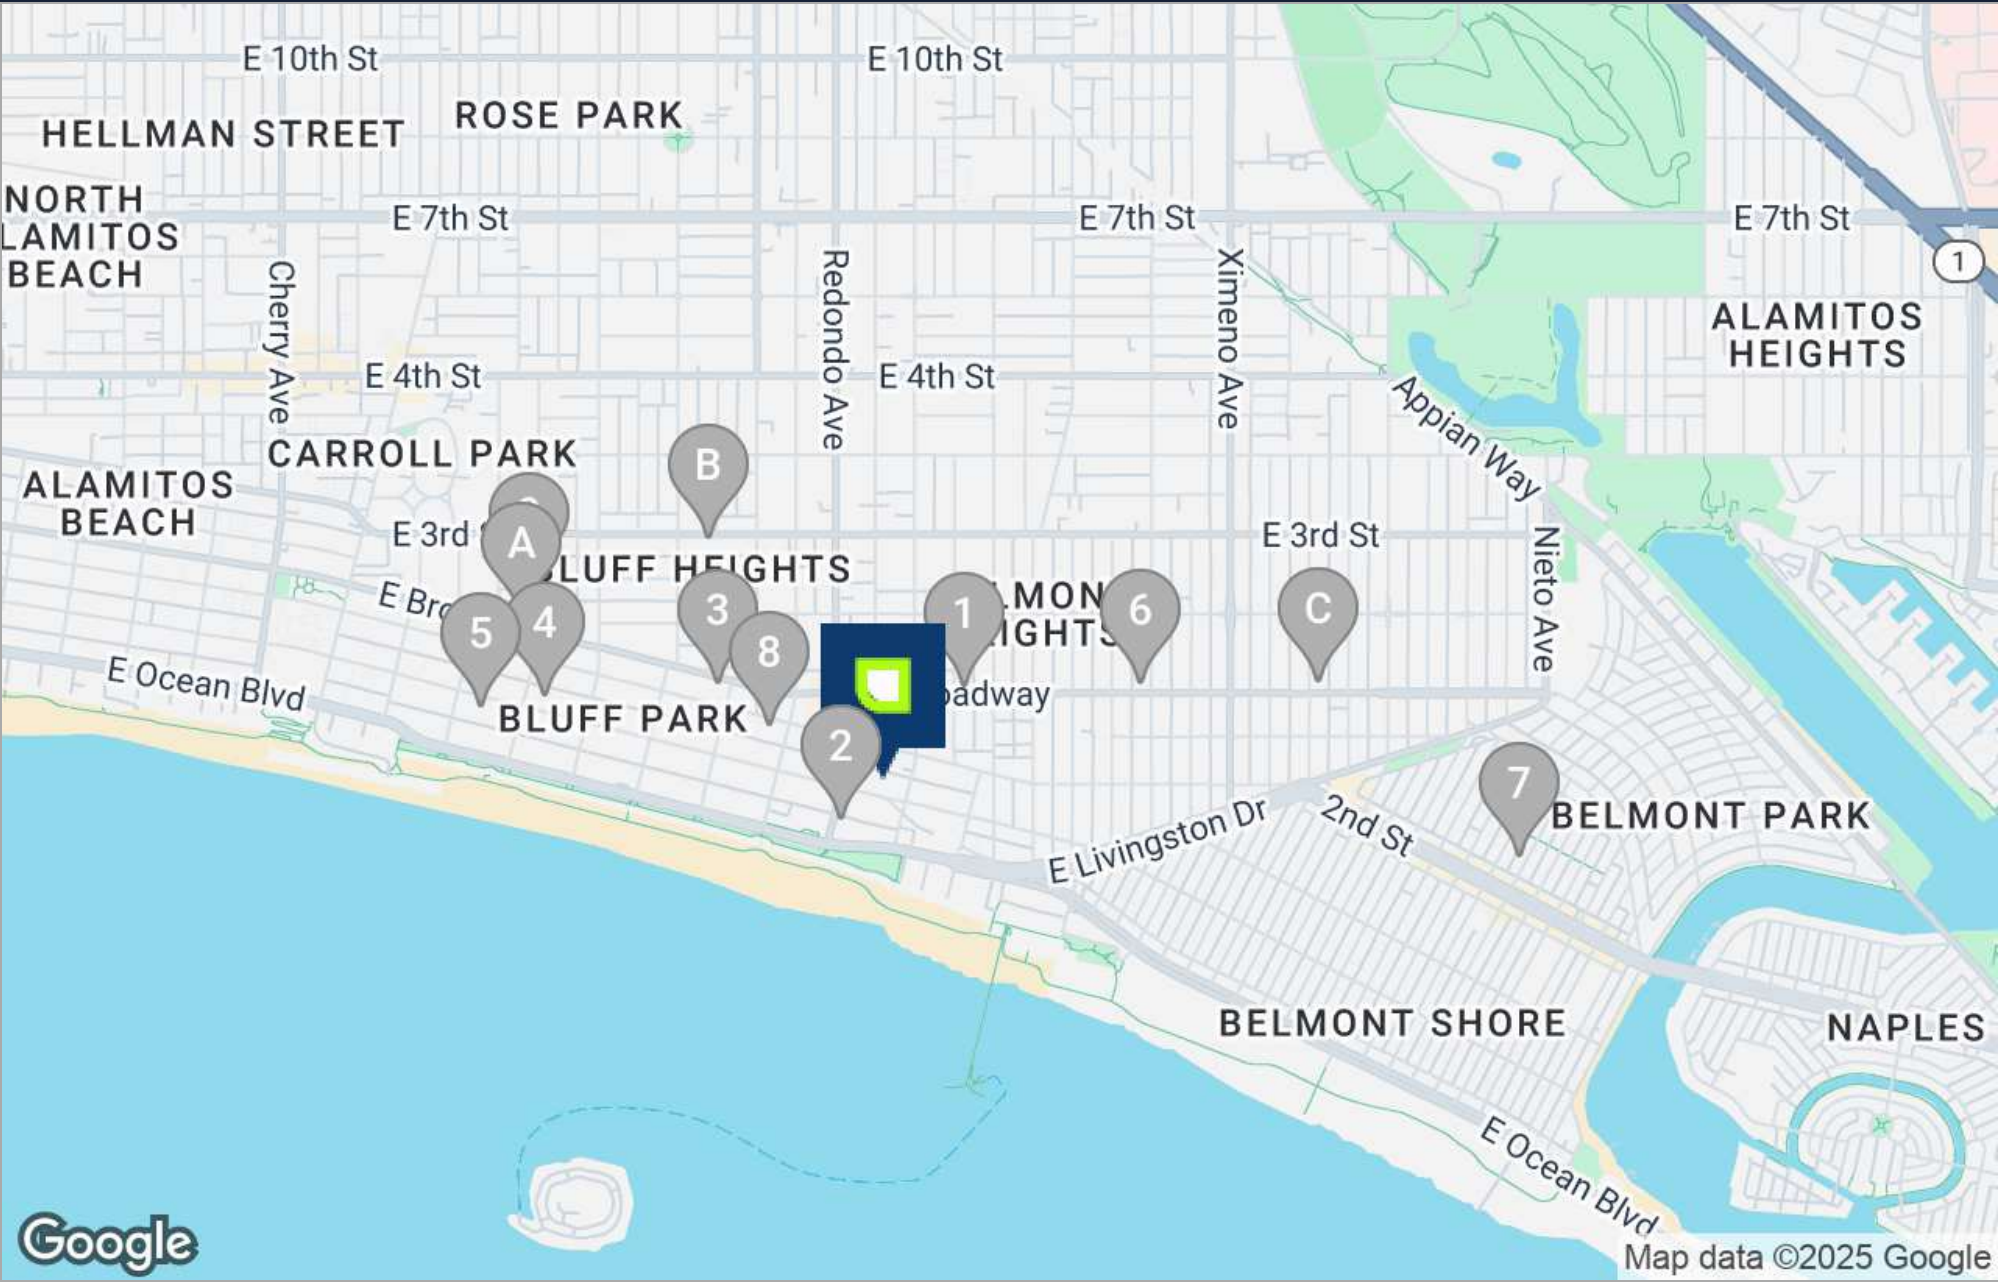 E 10th St
E 10th St
ROSE PARK
HELLMAN STREET
NORTH
LAMITOS
BEACH
E 7th St
E 7th St
E 7th St
1
Cherry Ave
Redondo Ave
Ximeno Ave
ALAMITOS
HEIGHTS
E 4th St
E 4th St
Appian Way
CARROLL PARK
B
ALAMITOS
BEACH
E 3rd
A
E 3rd St
Nieto Ave
BLUFF HEIGHTS
E Bro
5
4
3
8
1
LMON
IGHTS
6
C
E Ocean Blvd
oadway
BLUFF PARK
2
7
BELMONT PARK
E Livingston Dr
2nd St
BELMONT SHORE
NAPLES
E Ocean Blvd
Google
Map data ©2025 Google